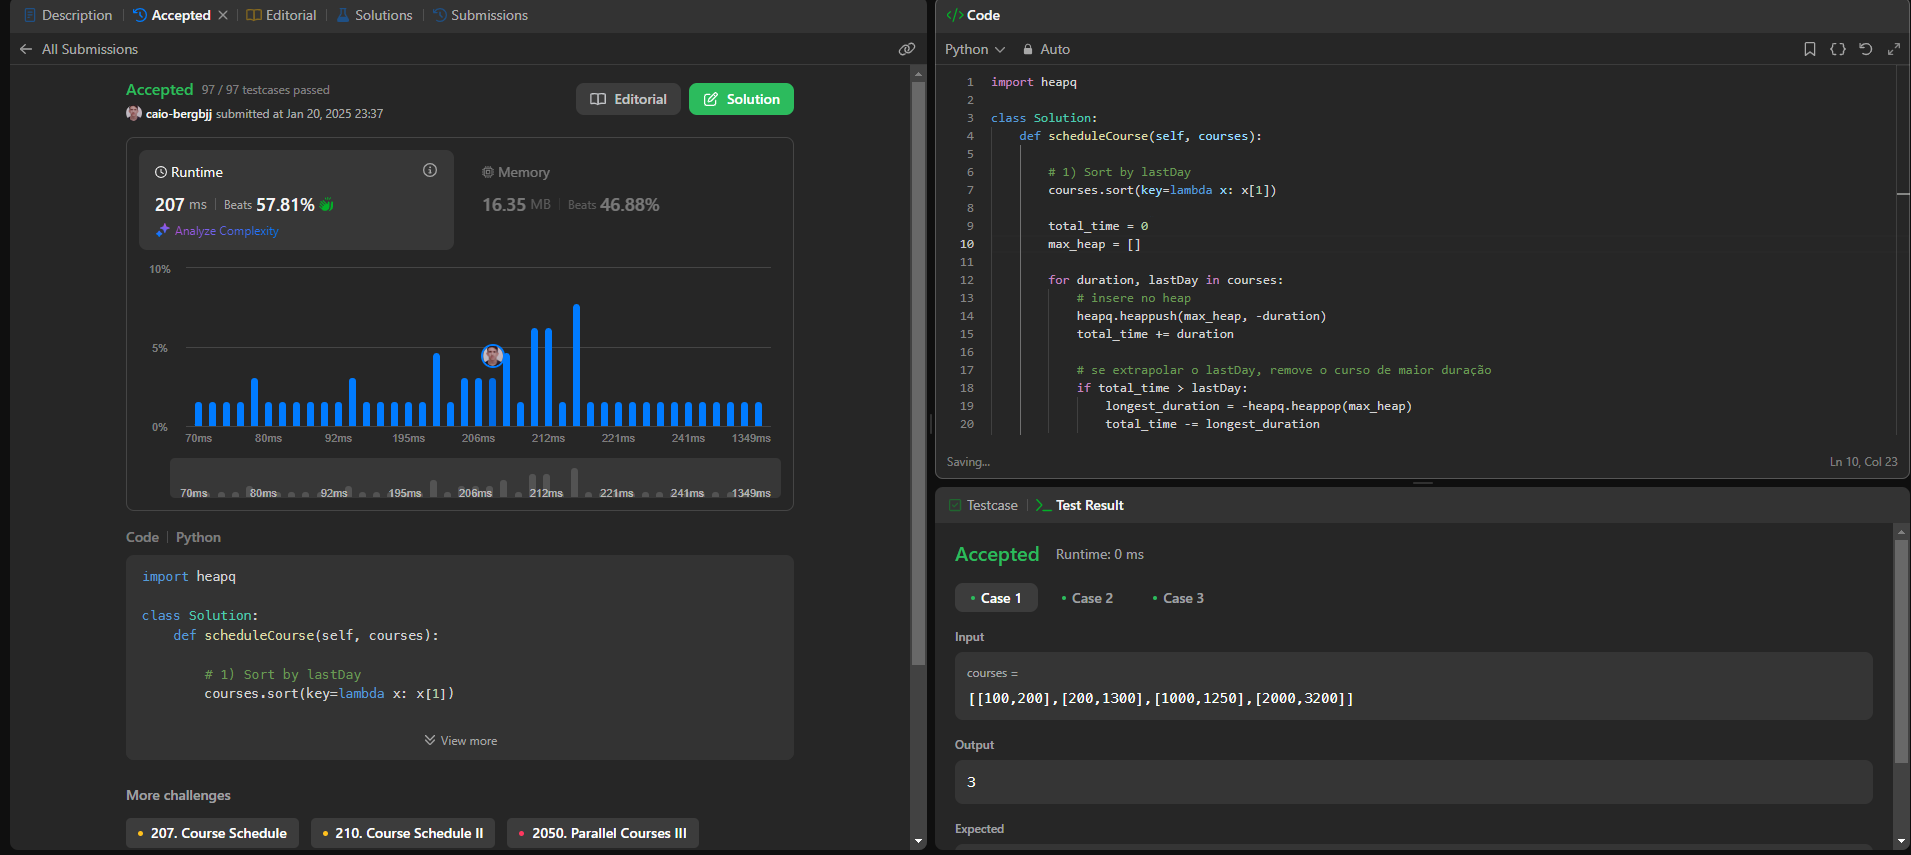 Description
Accepted
Editorial
Solutions
Submissions
All Submissions
Accepted 97 / 97 testcases passed
caio-bergbjj submitted at Jan 20, 2025 23:37
Editorial
Solution
Runtime
207 ms Beats 57.81%
Analyze Complexity
Memory
16.35 MB Beats 46.88%
10%
5%
0%
70ms 80ms 92ms 195ms 206ms 212ms 221ms 241ms 1349ms
70ms 80ms 92ms 195ms 206ms 212ms 221ms 241ms 1349ms
Code Python
import heapq
class Solution:
def scheduleCourse(self, courses):
# 1) Sort by lastDay
courses.sort(key=lambda x: x[1])
View more
More challenges
207. Course Schedule
210. Course Schedule II
2050. Parallel Courses III
</> Code
Python
Auto
1 import heapq
2
3 class Solution:
4 def scheduleCourse(self, courses):
5
6 # 1) Sort by lastDay
7 courses.sort(key=lambda x: x[1])
8
9 total_time = 0
10 max_heap = []
11
12 for duration, lastDay in courses:
13 # insere no heap
14 heapq.heappush(max_heap, -duration)
15 total_time += duration
16
17 # se extrapolar o lastDay, remove o curso de maior duração
18 if total_time > lastDay:
19 longest_duration = -heapq.heappop(max_heap)
20 total_time -= longest_duration
Saving...
Ln 10, Col 23
Testcase
Test Result
Accepted Runtime: 0 ms
Case 1
Case 2
Case 3
Input
courses =
[[100,200],[200,1300],[1000,1250],[2000,3200]]
Output
3
Expected